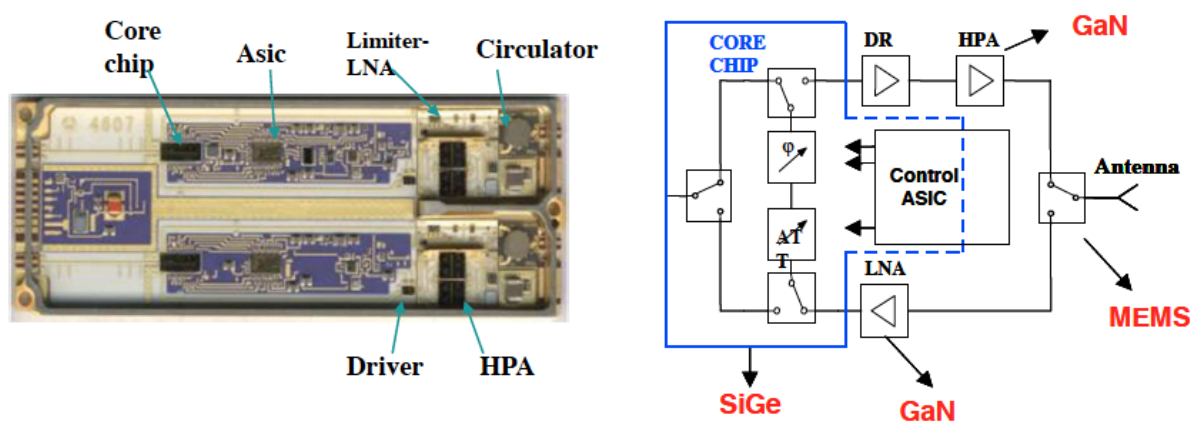 Core
chip
Asic
Limiter-
LNA
Circulator
4607
Driver
HPA
CORE
CHIP
DR
HPA
GaN
φ
Control
ASIC
Antenna
AT
T
LNA
MEMS
SiGe
GaN